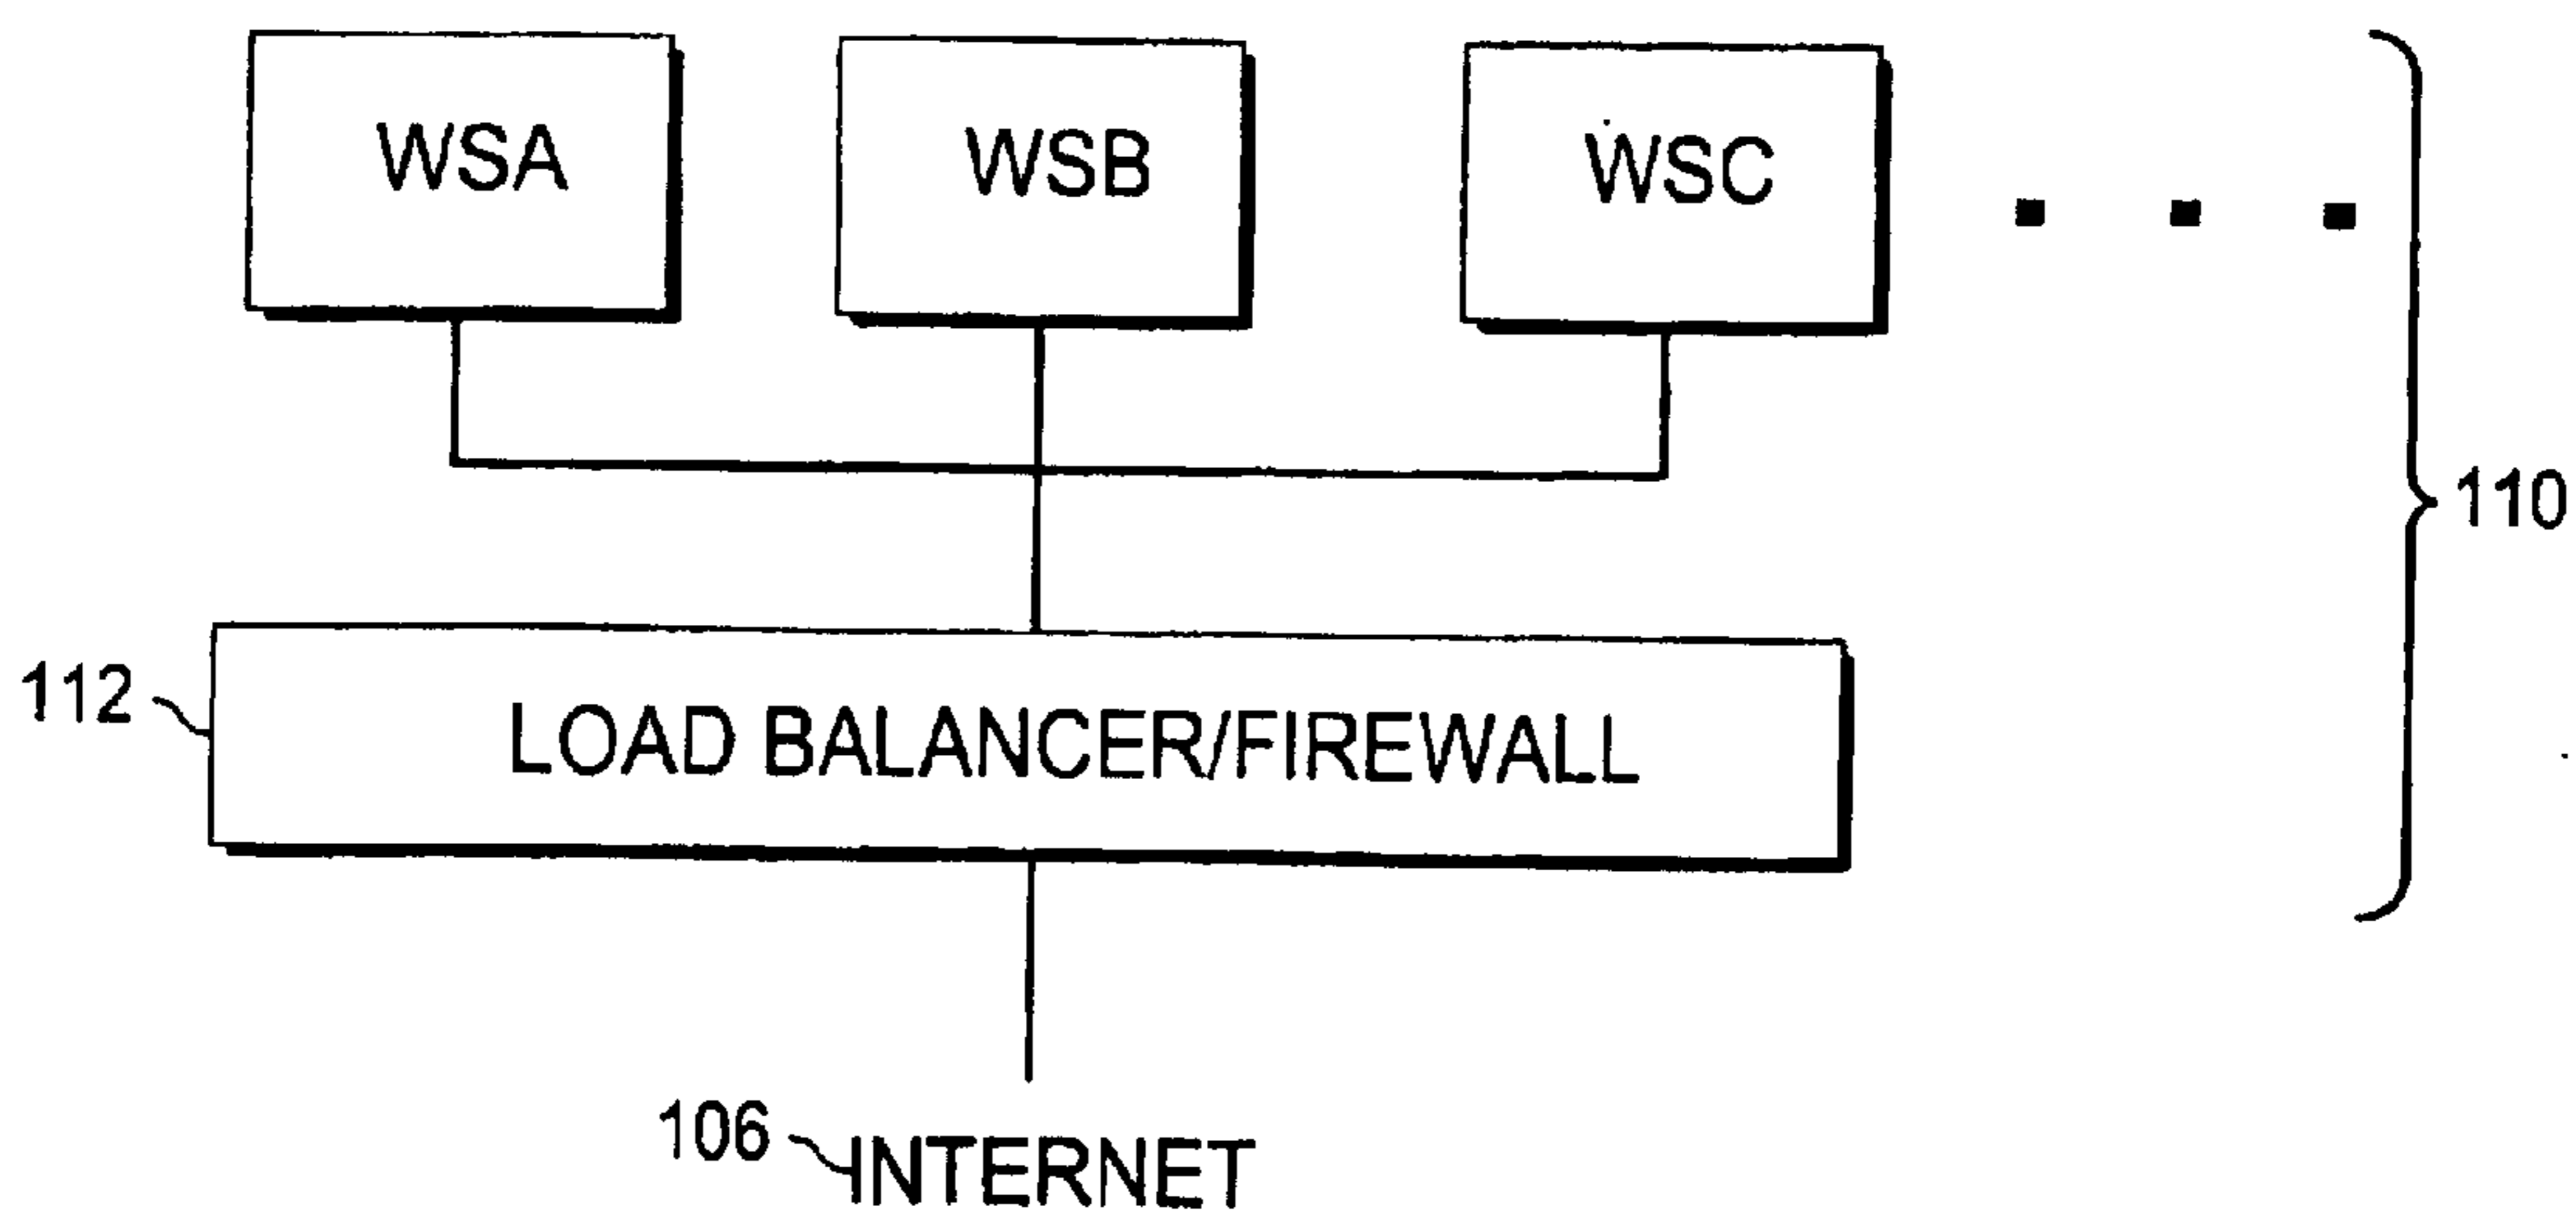 WSA
WSB
WSC
110
112
LOAD BALANCER/FIREWALL
106
INTERNET